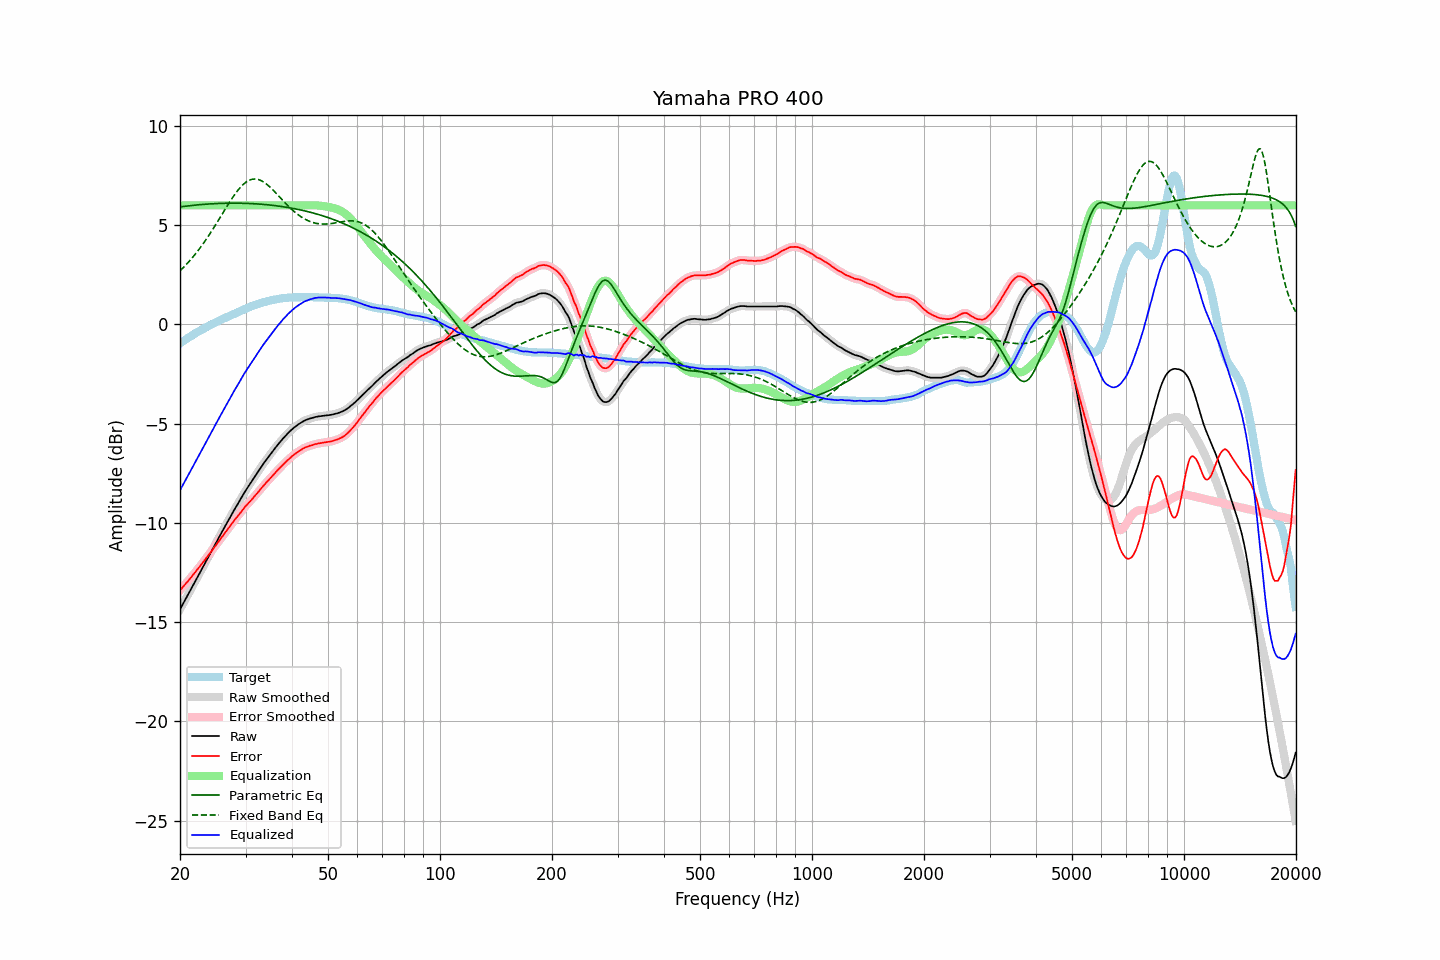 Yamaha PRO 400
10
5
0
−5
−10
−15
−20
−25
Amplitude (dBr)
Target
Raw Smoothed
Error Smoothed
Raw
Error
Equalization
Parametric Eq
Fixed Band Eq
Equalized
20 50 100 200 500 1000 2000 5000 10000 20000
Frequency (Hz)